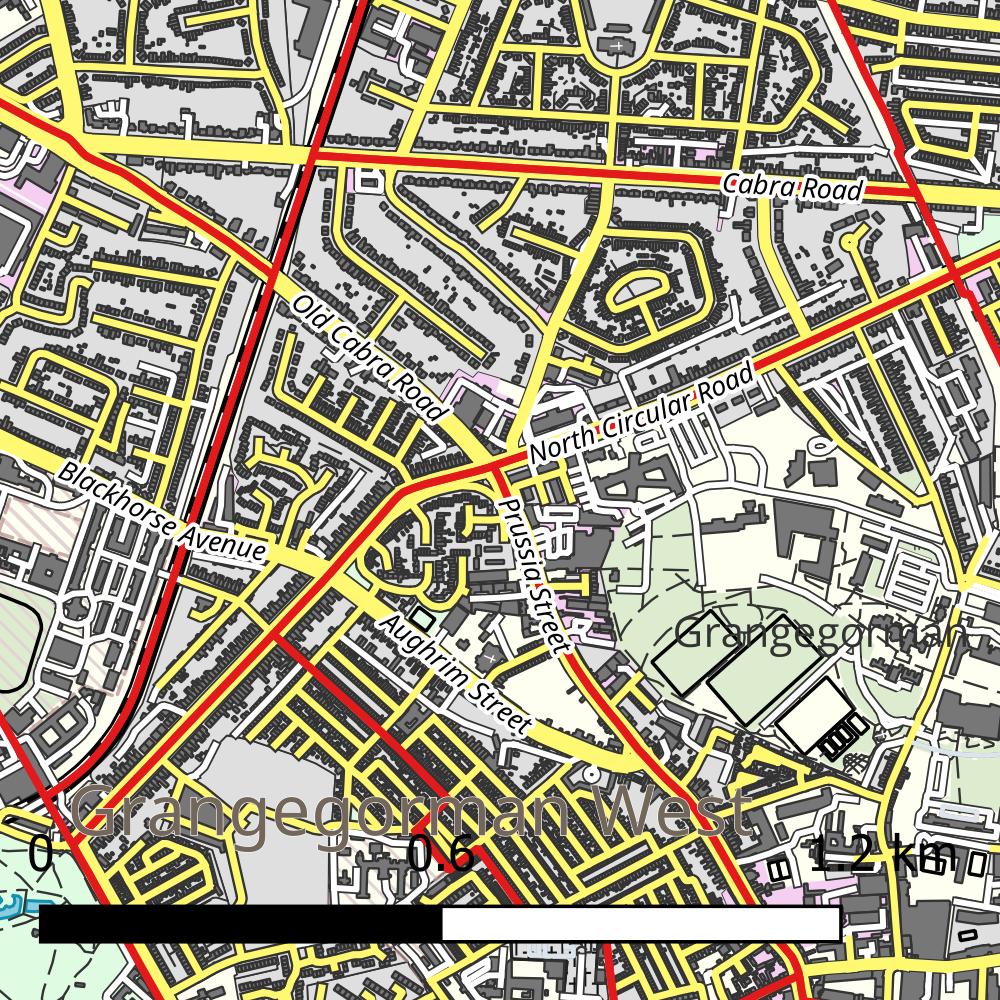 Cabra Road
Old Cabra Road
North Circular Road
Blackhorse Avenue
Prussia Street
Grangegorman
Aughrim Street
Grangegorman West
0 0.6 1.2 km